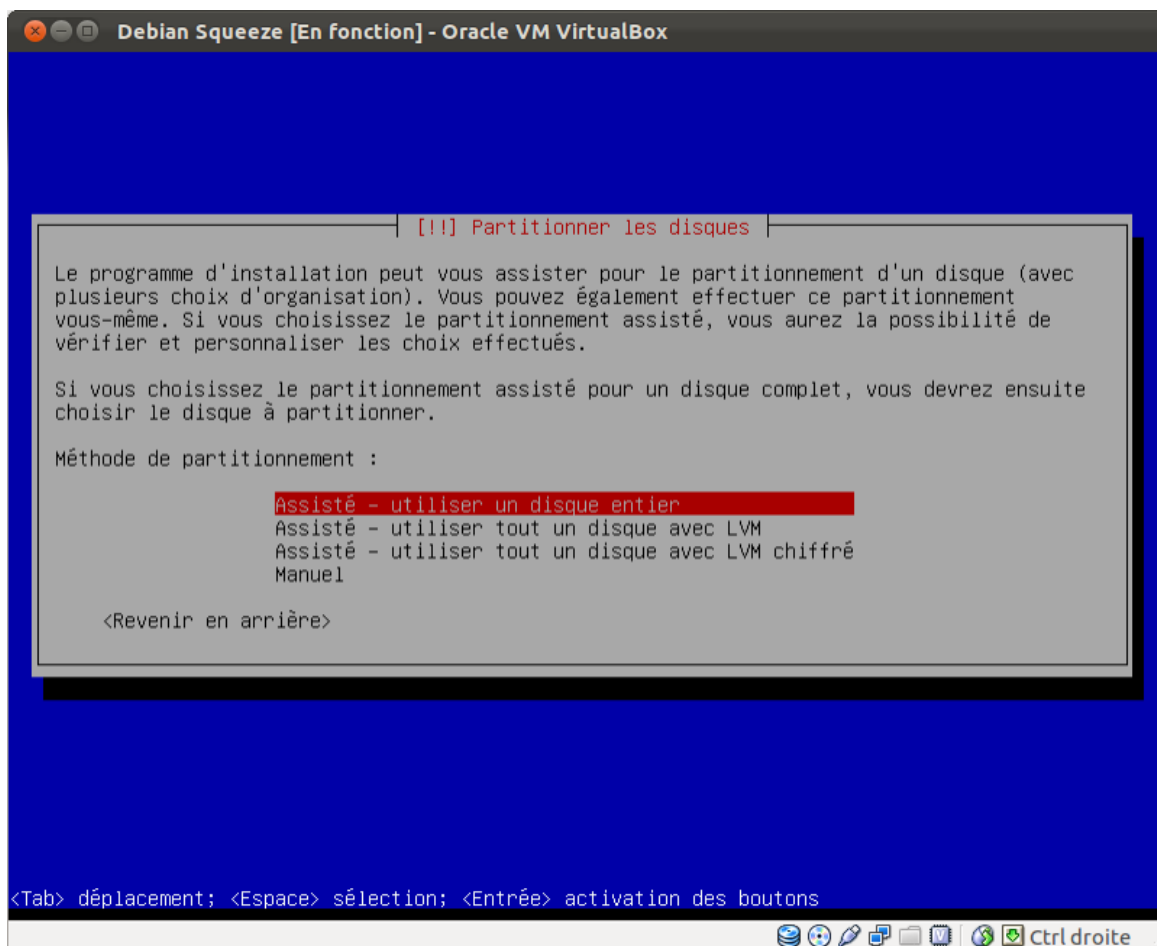 Debian Squeeze [En fonction] - Oracle VM VirtualBox
[!!] Partitionner les disques
Le programme d'installation peut vous assister pour le partitionnement d'un disque (avec
plusieurs choix d'organisation). Vous pouvez également effectuer ce partitionnement
vous-même. Si vous choisissez le partitionnement assisté, vous aurez la possibilité de
vérifier et personnaliser les choix effectués.
Si vous choisissez le partitionnement assisté pour un disque complet, vous devrez ensuite
choisir le disque à partitionner.
Méthode de partitionnement :
Assisté - utiliser un disque entier
Assisté - utiliser tout un disque avec LVM
Assisté - utiliser tout un disque avec LVM chiffré
Manuel
<Revenir en arrière>
<Tab> déplacement; <Espace> sélection; <Entrée> activation des boutons
Ctrl droite